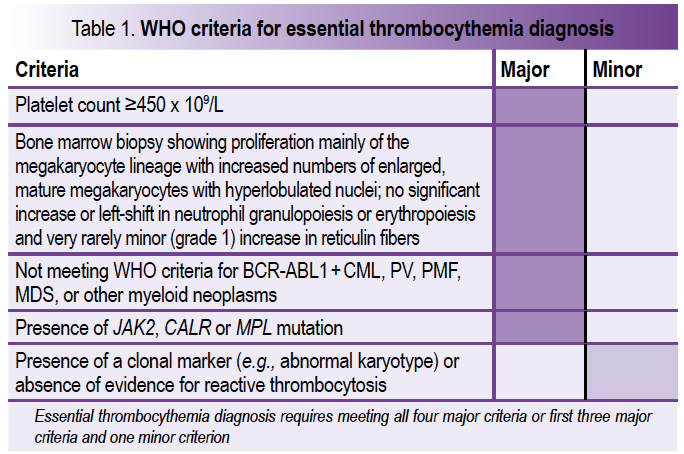 Table 1. WHO criteria for essential thrombocythemia diagnosis
Criteria Major Minor
Platelet count ≥450 x 10⁹/L
Bone marrow biopsy showing proliferation mainly of the
megakaryocyte lineage with increased numbers of enlarged,
mature megakaryocytes with hyperlobulated nuclei; no significant
increase or left-shift in neutrophil granulopoiesis or erythropoiesis
and very rarely minor (grade 1) increase in reticulin fibers
Not meeting WHO criteria for BCR-ABL1 + CML, PV, PMF,
MDS, or other myeloid neoplasms
Presence of JAK2, CALR or MPL mutation
Presence of a clonal marker (e.g., abnormal karyotype) or
absence of evidence for reactive thrombocytosis
Essential thrombocythemia diagnosis requires meeting all four major criteria or first three major
criteria and one minor criterion